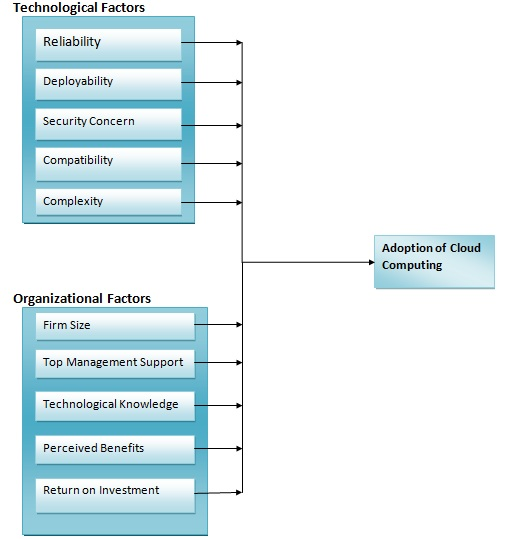 Technological Factors
Reliability
Deployability
Security Concern
Compatibility
Complexity
Adoption of Cloud
Computing
Organizational Factors
Firm Size
Top Management Support
Technological Knowledge
Perceived Benefits
Return on Investment